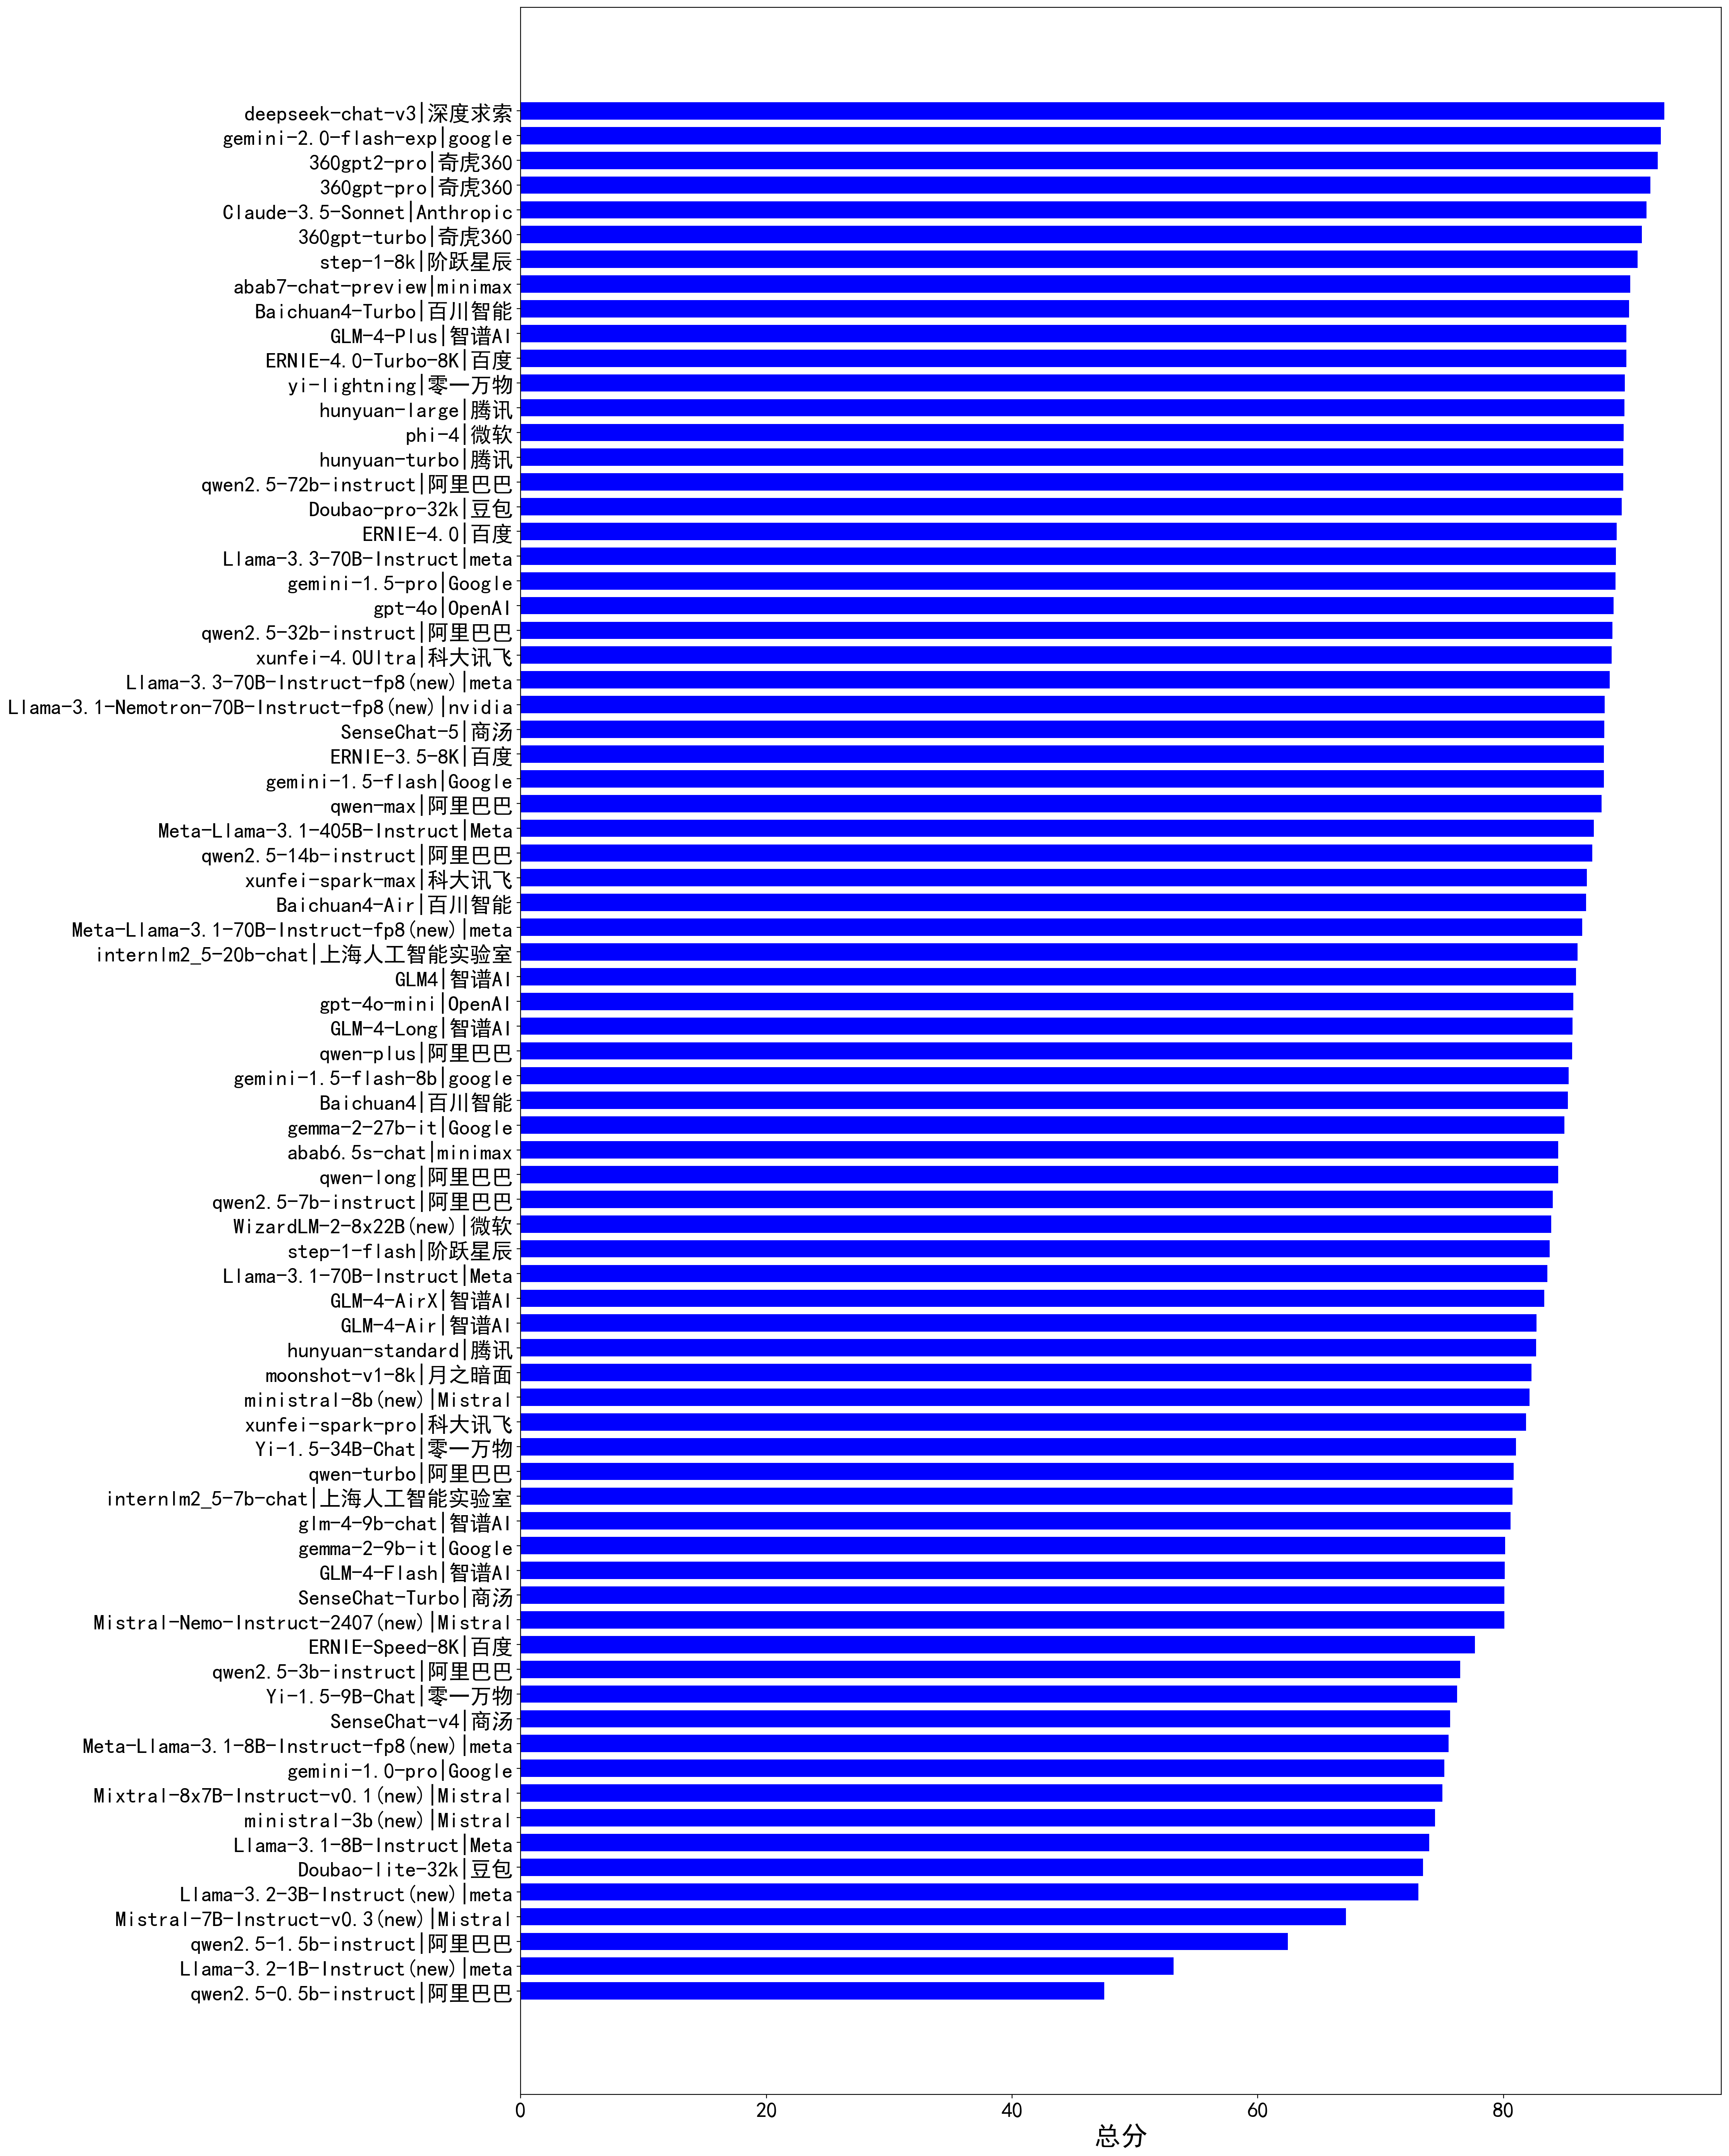 deepseek-chat-v3|深度求索
gemini-2.0-flash-exp|google
360gpt2-pro|奇虎360
360gpt-pro|奇虎360
Claude-3.5-Sonnet|Anthropic
360gpt-turbo|奇虎360
step-1-8k|阶跃星辰
abab7-chat-preview|minimax
Baichuan4-Turbo|百川智能
GLM-4-Plus|智谱AI
ERNIE-4.0-Turbo-8K|百度
yi-lightning|零一万物
hunyuan-large|腾讯
phi-4|微软
hunyuan-turbo|腾讯
qwen2.5-72b-instruct|阿里巴巴
Doubao-pro-32k|豆包
ERNIE-4.0|百度
Llama-3.3-70B-Instruct|meta
gemini-1.5-pro|Google
gpt-4o|OpenAI
qwen2.5-32b-instruct|阿里巴巴
xunfei-4.0Ultra|科大讯飞
Llama-3.3-70B-Instruct-fp8(new)|meta
Llama-3.1-Nemotron-70B-Instruct-fp8(new)|nvidia
SenseChat-5|商汤
ERNIE-3.5-8K|百度
gemini-1.5-flash|Google
qwen-max|阿里巴巴
Meta-Llama-3.1-405B-Instruct|Meta
qwen2.5-14b-instruct|阿里巴巴
xunfei-spark-max|科大讯飞
Baichuan4-Air|百川智能
Meta-Llama-3.1-70B-Instruct-fp8(new)|meta
internlm2_5-20b-chat|上海人工智能实验室
GLM4|智谱AI
gpt-4o-mini|OpenAI
GLM-4-Long|智谱AI
qwen-plus|阿里巴巴
gemini-1.5-flash-8b|google
Baichuan4|百川智能
gemma-2-27b-it|Google
abab6.5s-chat|minimax
qwen-long|阿里巴巴
qwen2.5-7b-instruct|阿里巴巴
WizardLM-2-8x22B(new)|微软
step-1-flash|阶跃星辰
Llama-3.1-70B-Instruct|Meta
GLM-4-AirX|智谱AI
GLM-4-Air|智谱AI
hunyuan-standard|腾讯
moonshot-v1-8k|月之暗面
ministral-8b(new)|Mistral
xunfei-spark-pro|科大讯飞
Yi-1.5-34B-Chat|零一万物
qwen-turbo|阿里巴巴
internlm2_5-7b-chat|上海人工智能实验室
glm-4-9b-chat|智谱AI
gemma-2-9b-it|Google
GLM-4-Flash|智谱AI
SenseChat-Turbo|商汤
Mistral-Nemo-Instruct-2407(new)|Mistral
ERNIE-Speed-8K|百度
qwen2.5-3b-instruct|阿里巴巴
Yi-1.5-9B-Chat|零一万物
SenseChat-v4|商汤
Meta-Llama-3.1-8B-Instruct-fp8(new)|meta
gemini-1.0-pro|Google
Mixtral-8x7B-Instruct-v0.1(new)|Mistral
ministral-3b(new)|Mistral
Llama-3.1-8B-Instruct|Meta
Doubao-lite-32k|豆包
Llama-3.2-3B-Instruct(new)|meta
Mistral-7B-Instruct-v0.3(new)|Mistral
qwen2.5-1.5b-instruct|阿里巴巴
Llama-3.2-1B-Instruct(new)|meta
qwen2.5-0.5b-instruct|阿里巴巴
0 20 40 60 80
总分